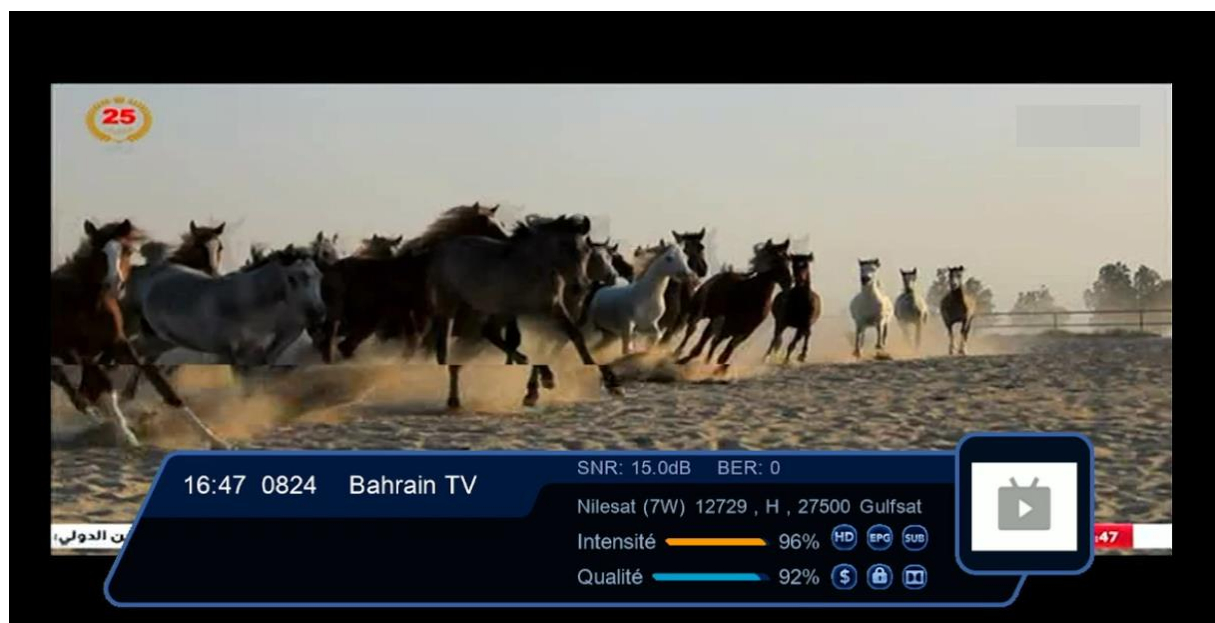 25
16:47 0824 Bahrain TV
SNR: 15.0dB BER: 0
Nilesat (7W) 12729 , H , 27500 Gulfsat
Intensité 96% HD EPG SUB
Qualité 92% $
ن الدولي
:47